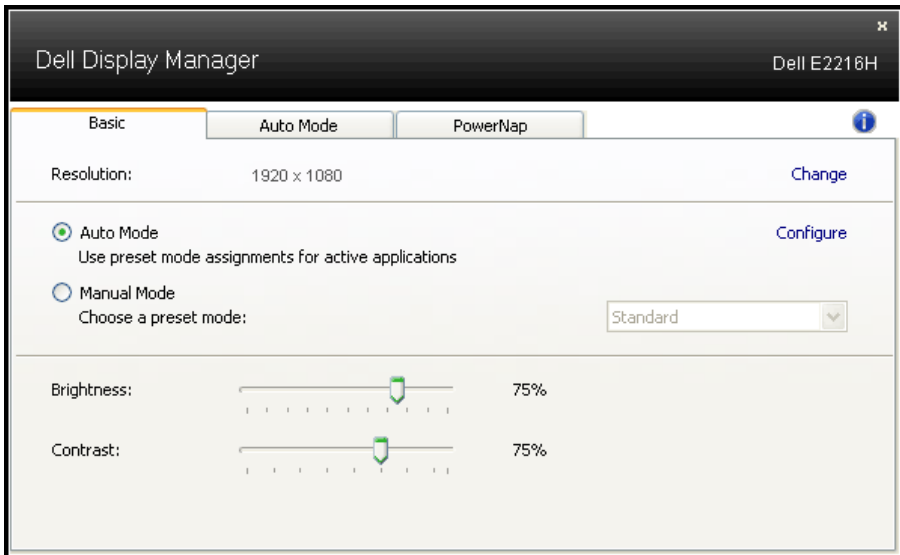 x
Dell Display Manager
Dell E2216H
Basic
Auto Mode
PowerNap
i
Resolution:
1920 x 1080
Change
Auto Mode
Configure
Use preset mode assignments for active applications
Manual Mode
Choose a preset mode:
Standard
Brightness:
75%
Contrast:
75%